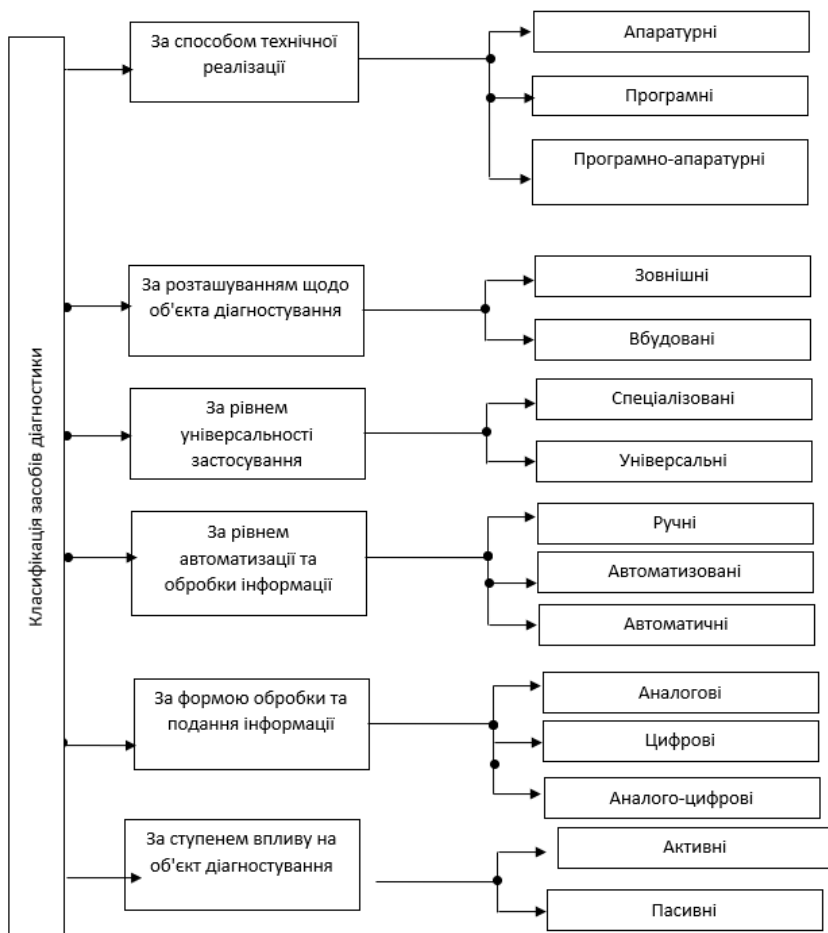 Класифікація засобів діагностики
За способом технічної
реалізації
Апаратурні
Програмні
Програмно-апаратурні
За розташуванням щодо
об'єкта діагностування
Зовнішні
Вбудовані
За рівнем
універсальності
застосування
Спеціалізовані
Універсальні
За рівнем
автоматизації та
обробки інформації
Ручні
Автоматизовані
Автоматичні
За формою обробки та
подання інформації
Аналогові
Цифрові
Аналого-цифрові
За ступенем впливу на
об'єкт діагностування
Активні
Пасивні